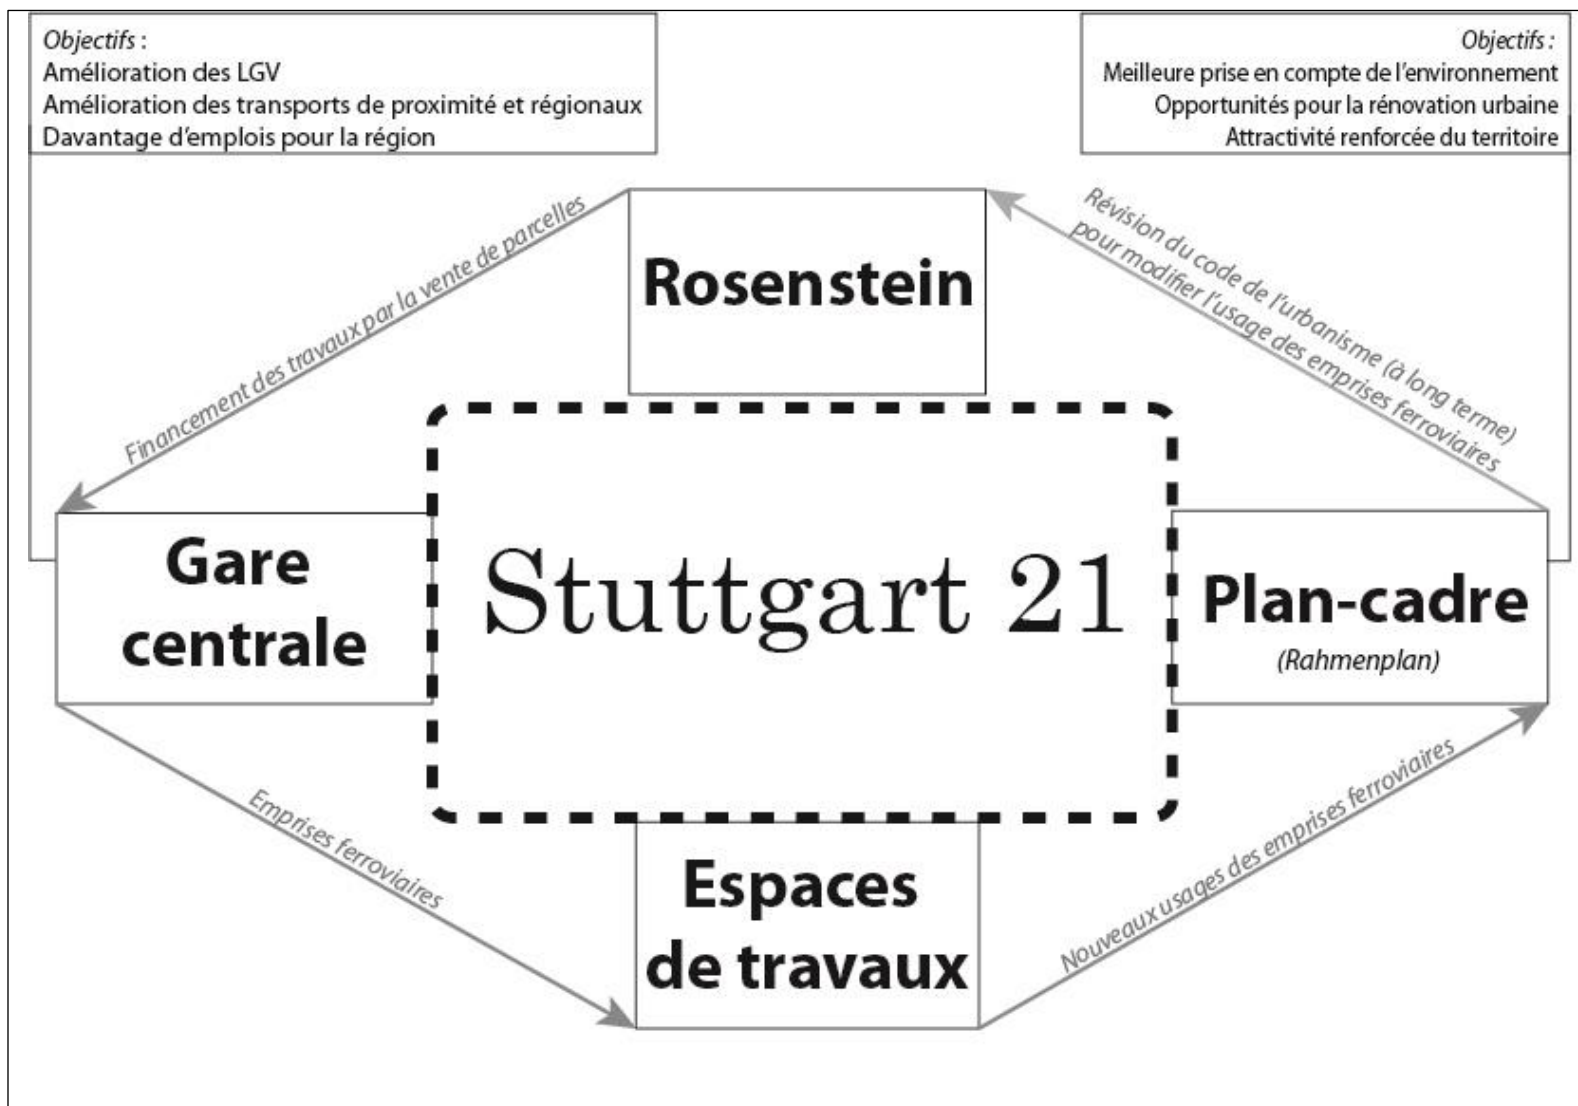 Objectifs :
Amélioration des LGV
Amélioration des transports de proximité et régionaux
Davantage d'emplois pour la région
Objectifs :
Meilleure prise en compte de l'environnement
Opportunités pour la rénovation urbaine
Attractivité renforcée du territoire
Financement des travaux par la vente de parcelles
Rosenstein
Révision du code de l'urbanisme (à long terme)
pour modifier l'usage des emprises ferroviaires
Gare
centrale
Stuttgart 21
Plan-cadre
(Rahmenplan)
Emprises ferroviaires
Espaces
de travaux
Nouveaux usages des emprises ferroviaires